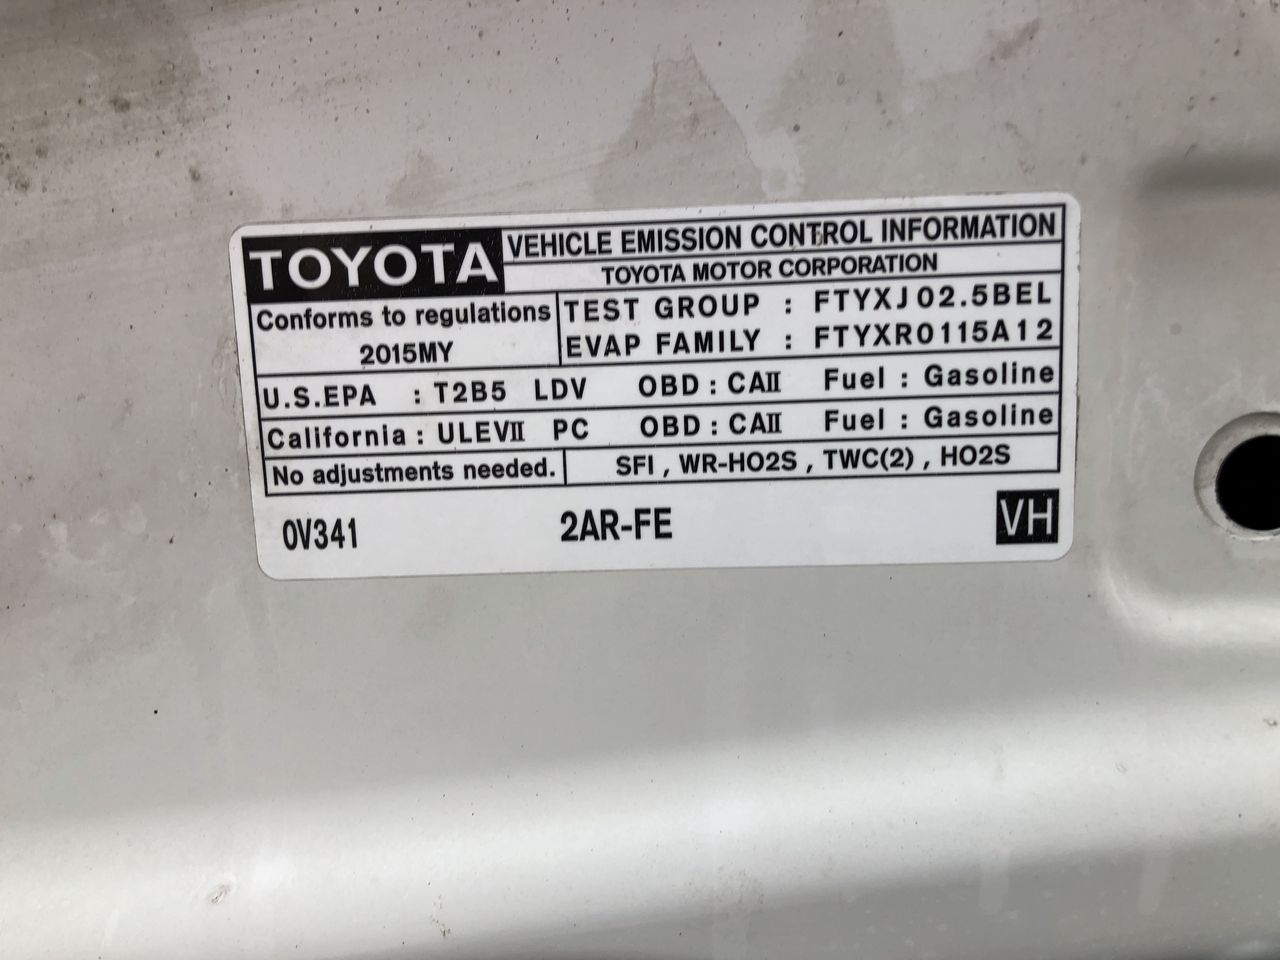 TOYOTA
VEHICLE EMISSION CONTROL INFORMATION
TOYOTA MOTOR CORPORATION
Conforms to regulations
2015MY
TEST GROUP : FTYXJ02.5BEL
EVAP FAMILY : FTYXR0115A12
U.S.EPA : T2B5 LDV OBD : CAII Fuel : Gasoline
California : ULEVII PC OBD : CAII Fuel : Gasoline
No adjustments needed.
SFI , WR-HO2S , TWC(2) , HO2S
0V341
2AR-FE
VH